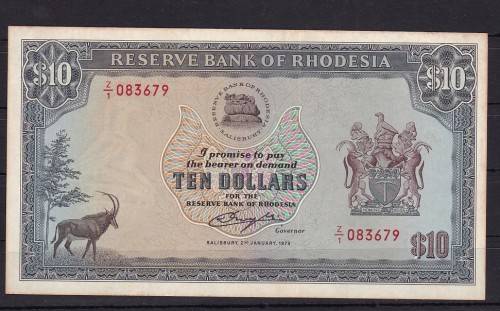 RESERVE BANK OF RHODESIA
$10
$10
Z/1 083679
RESERVE BANK OF RHODESIA
SALISBURY
I promise to pay
the bearer on demand
TEN DOLLARS
FOR THE
RESERVE BANK OF RHODESIA
Governor
Z/1 083679
SALISBURY, 2ND JANUARY, 1979
$10